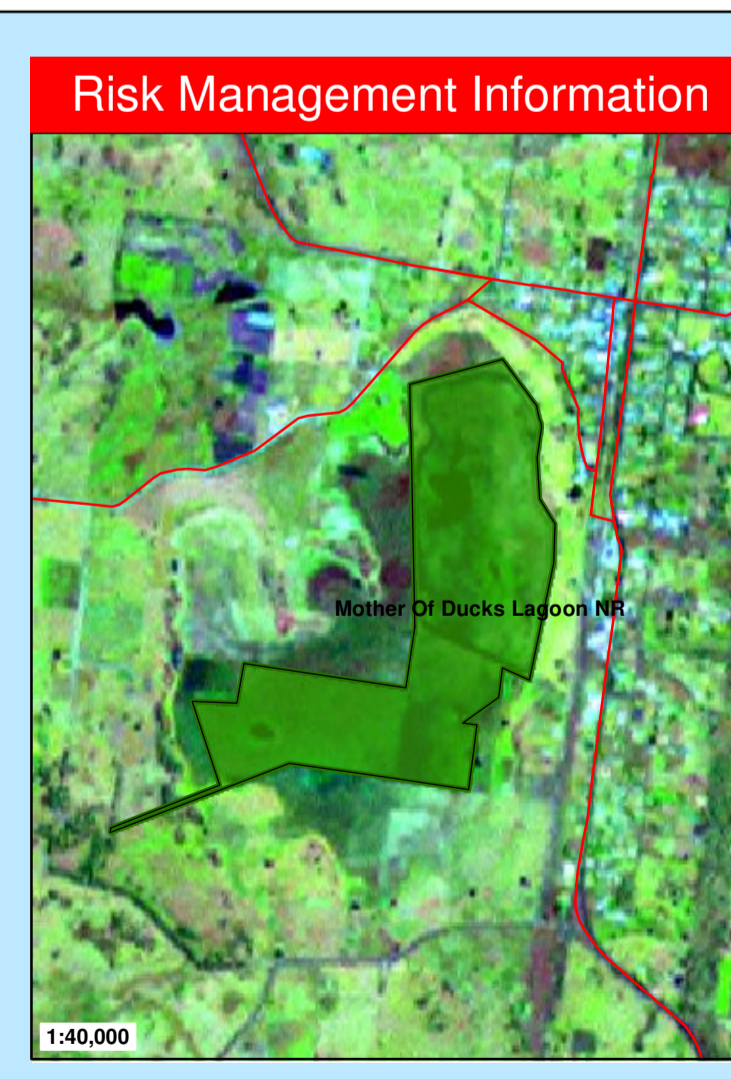 Risk Management Information
Mother Of Ducks Lagoon NR
1:40,000